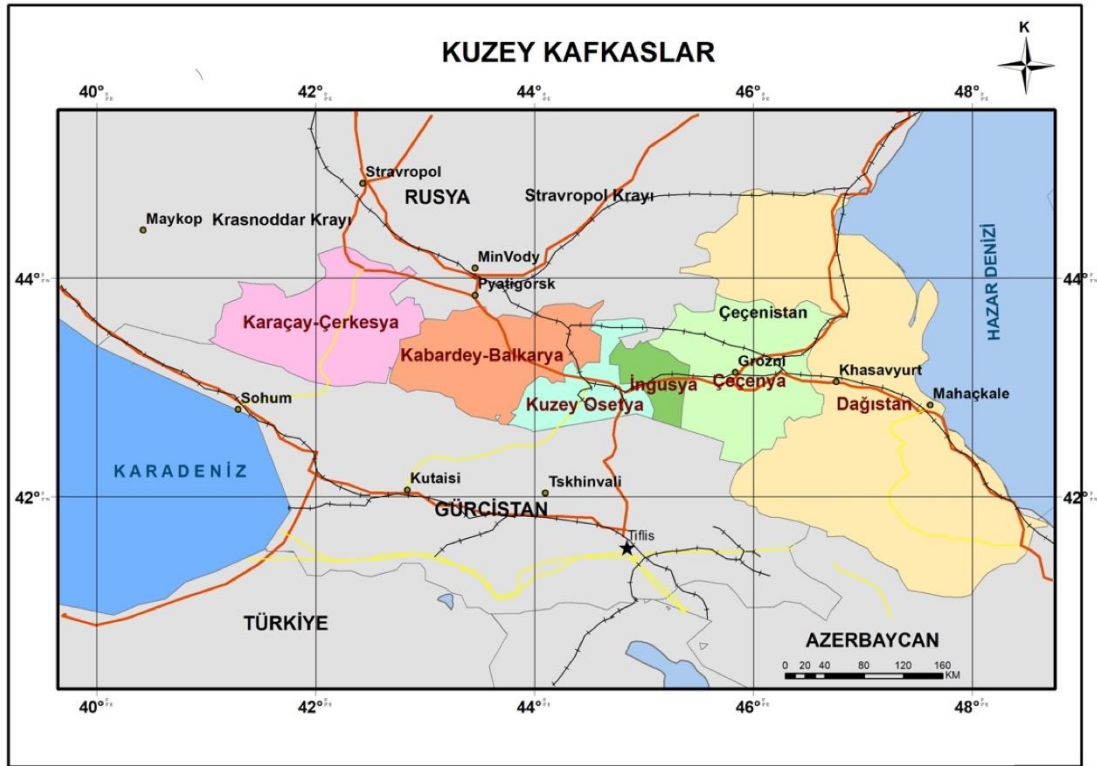 K
KUZEY KAFKASLAR
40° 42° 44° 46° 48°
Stravropol
RUSYA
Stravropol Krayı
Maykop
Krasnoddar Krayı
HAZAR DENİZİ
MinVody
44° 44°
Pyatigorsk
Karaçay-Çerkesya
Çeçenistan
Kabardey-Balkarya
Grozni
Khasavyurt
İngusya
Çeçenya
Sohum
Kuzey Osetya
Dağıstan
Mahaçkale
KARADENİZ
Kutaisi
Tskhinvali
42° 42°
GÜRCİSTAN
Tiflis
TÜRKİYE
AZERBAYCAN
0 20 40 80 120 160
KM
40° 42° 44° 46° 48°